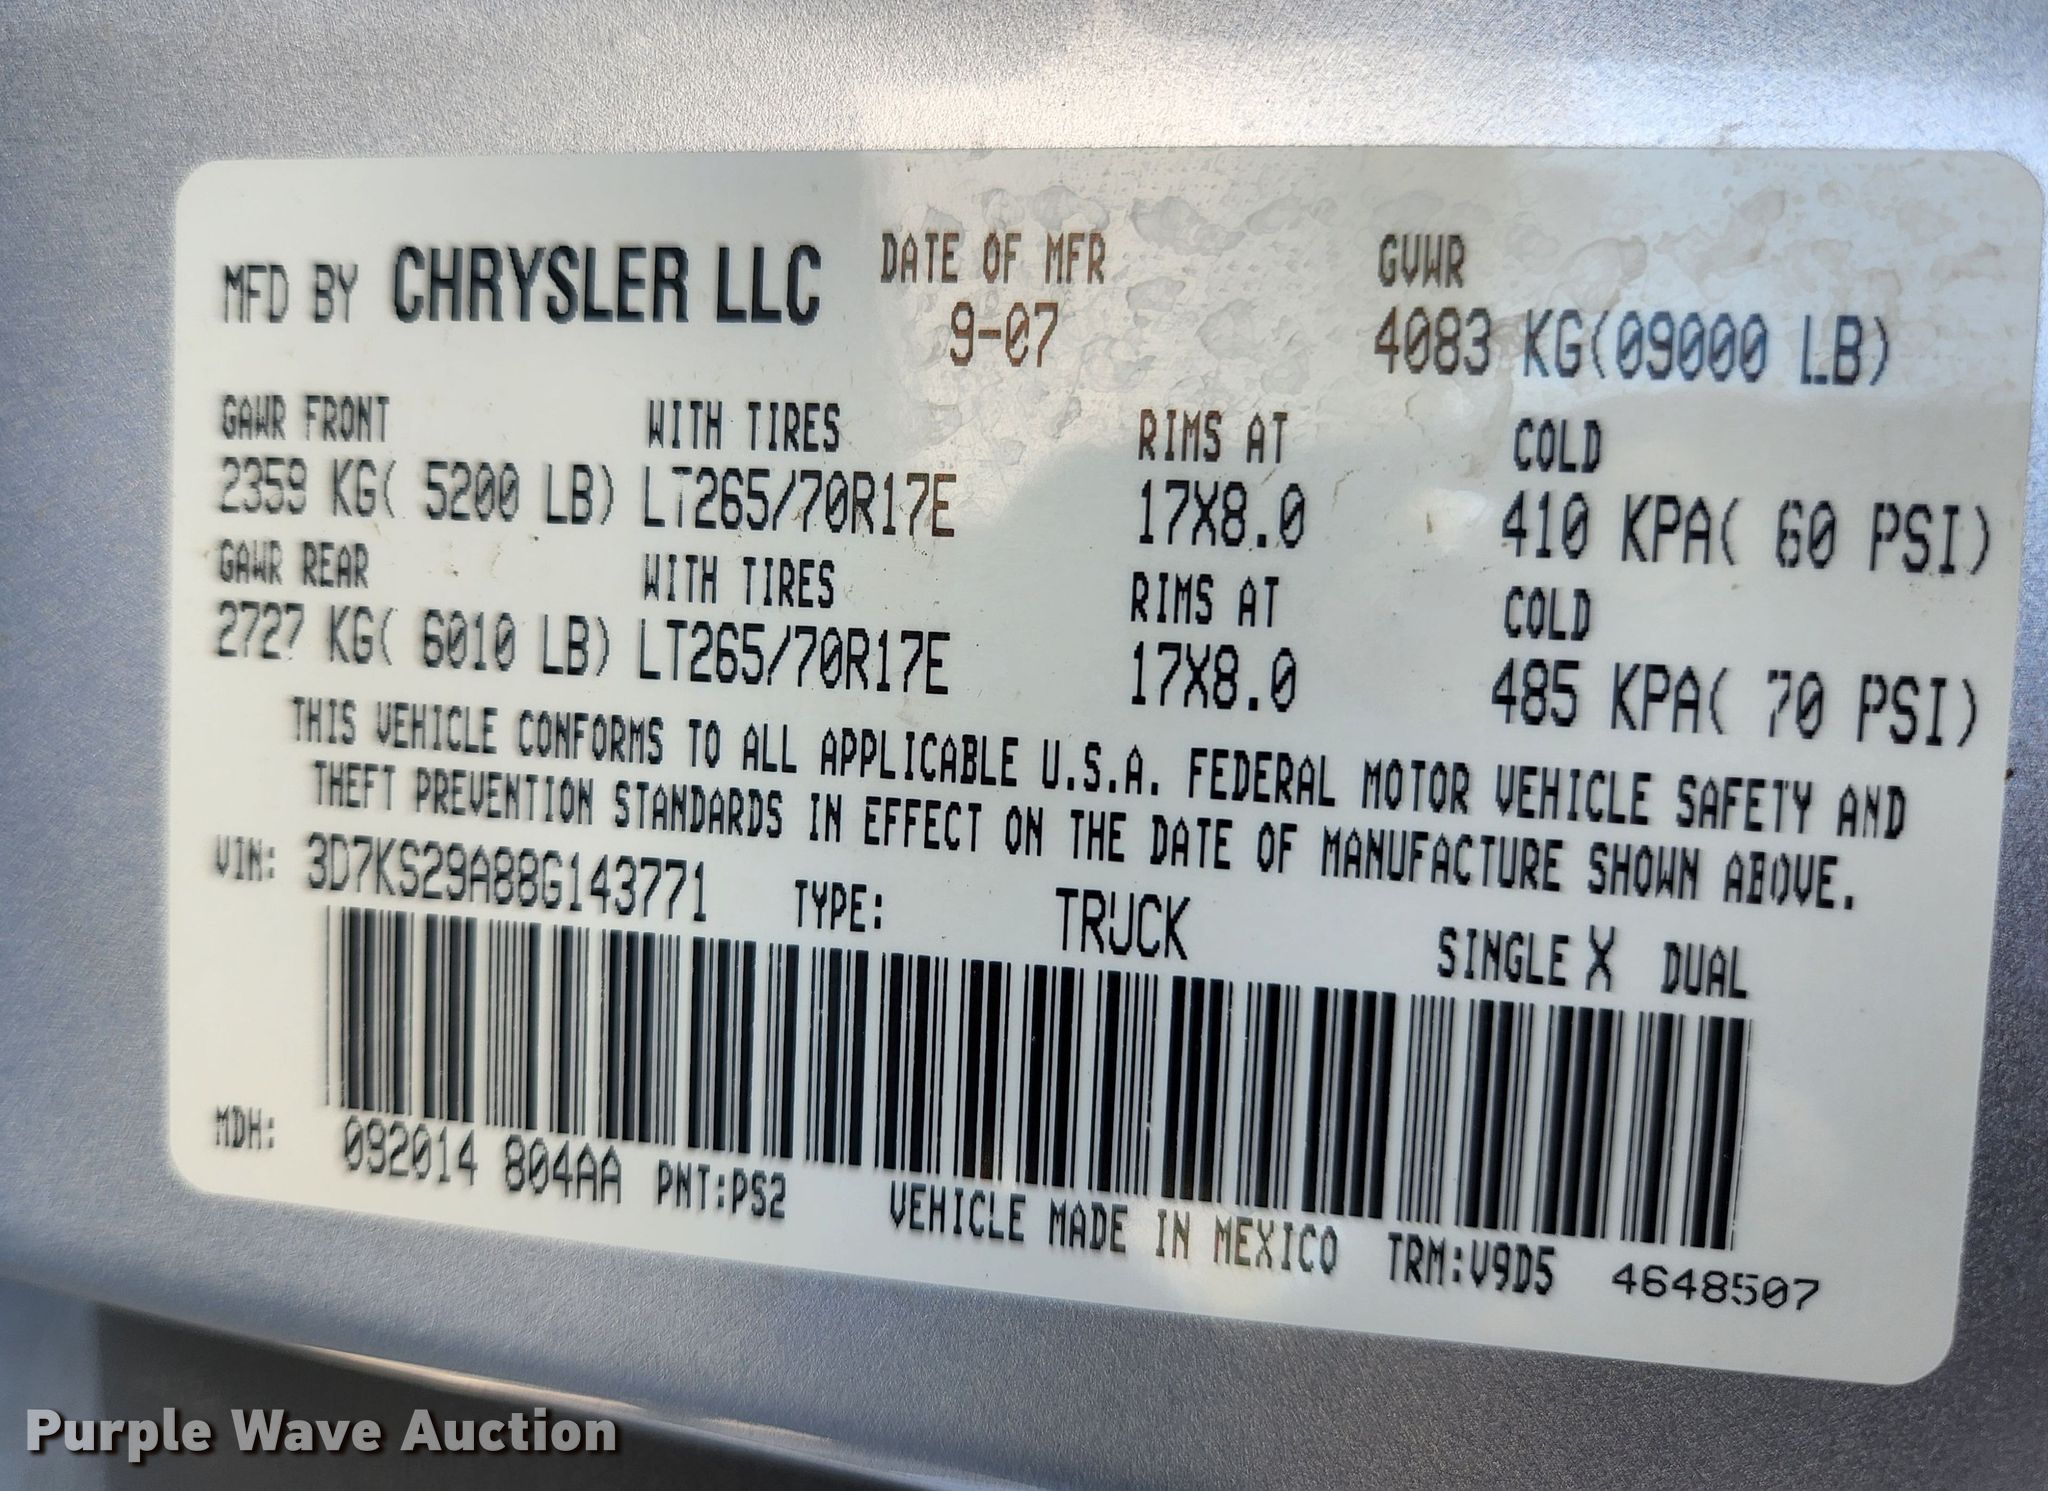 MFD BY CHRYSLER LLC DATE OF MFR GVWR
9-07 4083 KG(09000 LB)
GAWR FRONT WITH TIRES RIMS AT COLD
2359 KG( 5200 LB) LT265/70R17E 17X8.0 410 KPA( 60 PSI)
GAWR REAR WITH TIRES RIMS AT COLD
2727 KG( 6010 LB) LT265/70R17E 17X8.0 485 KPA( 70 PSI)
THIS VEHICLE CONFORMS TO ALL APPLICABLE U.S.A. FEDERAL MOTOR VEHICLE SAFETY AND
THEFT PREVENTION STANDARDS IN EFFECT ON THE DATE OF MANUFACTURE SHOWN ABOVE.
VIN: 3D7KS29A88G143771 TYPE: TRUCK SINGLE X DUAL
MDH: 092014 804AA PNT:PS2 VEHICLE MADE IN MEXICO TRM:V9D5 4648507
Purple Wave Auction